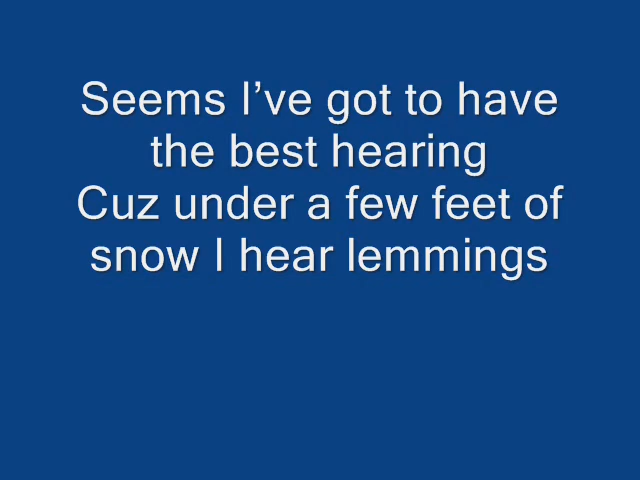 Seems I’ve got to have
the best hearing
Cuz under a few feet of
snow I hear lemmings